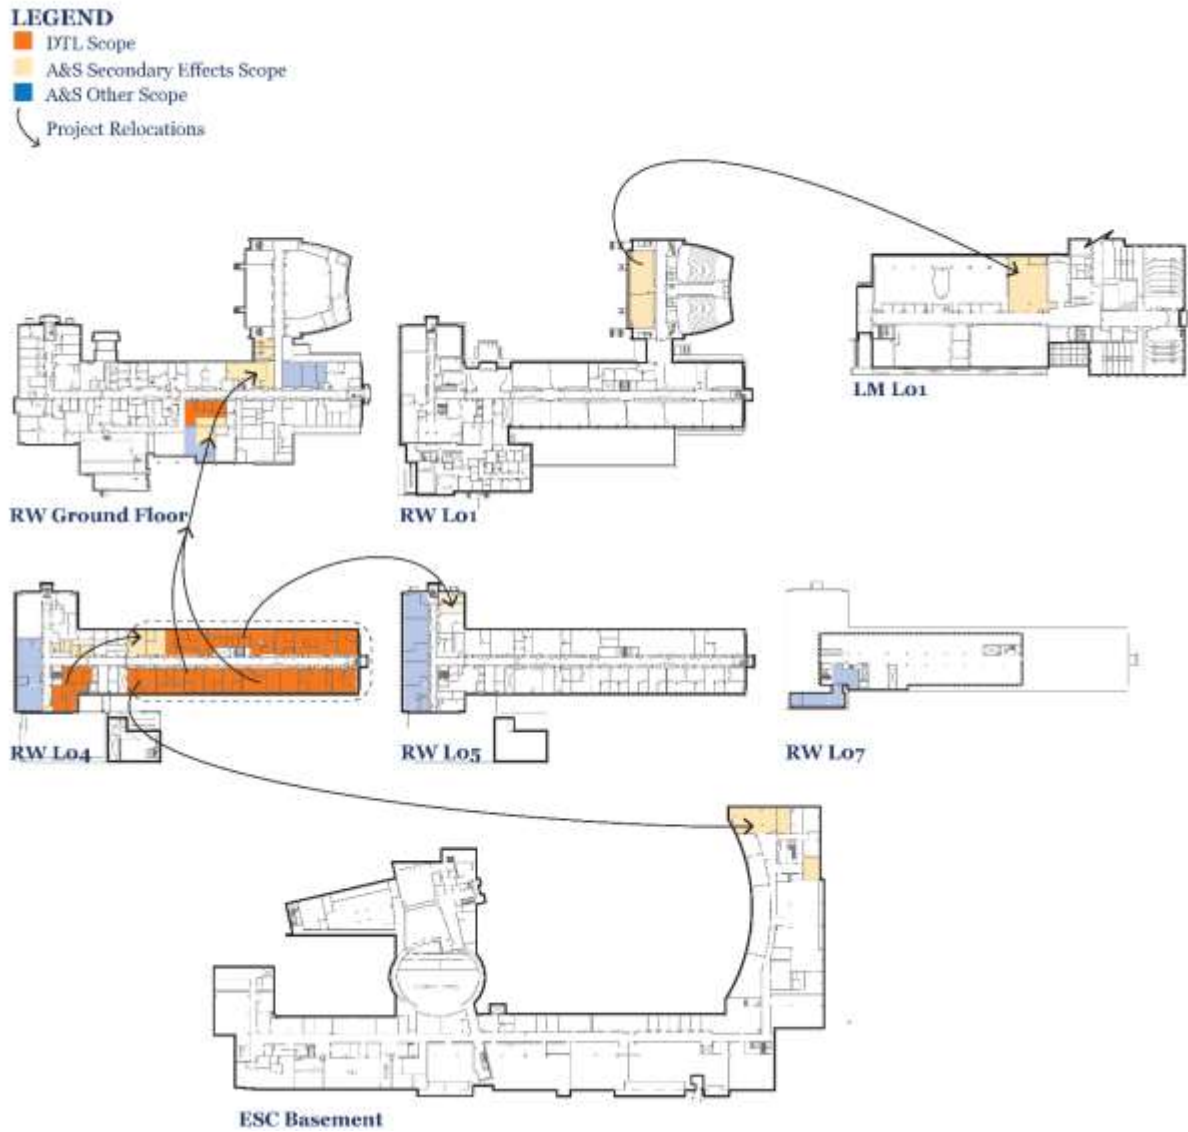 LEGEND
DTL Scope
A&S Secondary Effects Scope
A&S Other Scope
Project Relocations
LM L01
RW Ground Floor
RW L01
RW L04
RW L05
RW L07
ESC Basement